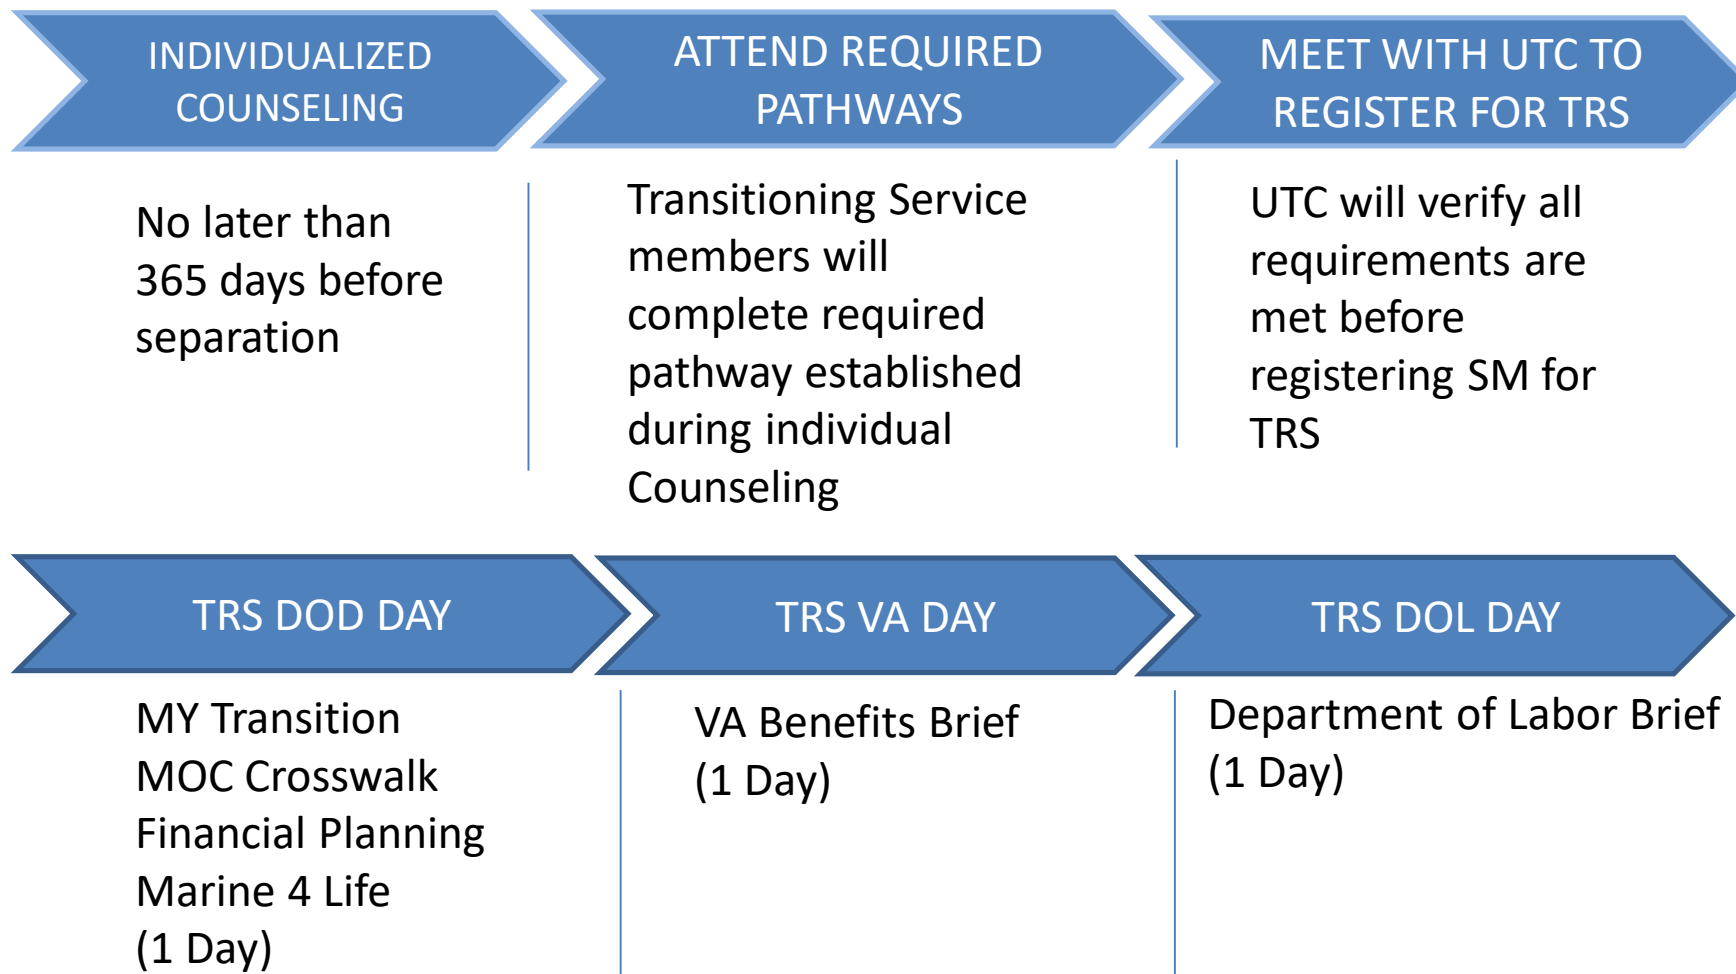 INDIVIDUALIZED
COUNSELING
ATTEND REQUIRED
PATHWAYS
MEET WITH UTC TO
REGISTER FOR TRS
No later than
365 days before
separation
Transitioning Service
members will
complete required
pathway established
during individual
Counseling
UTC will verify all
requirements are
met before
registering SM for
TRS
TRS DOD DAY
TRS VA DAY
TRS DOL DAY
MY Transition
MOC Crosswalk
Financial Planning
Marine 4 Life
(1 Day)
VA Benefits Brief
(1 Day)
Department of Labor Brief
(1 Day)